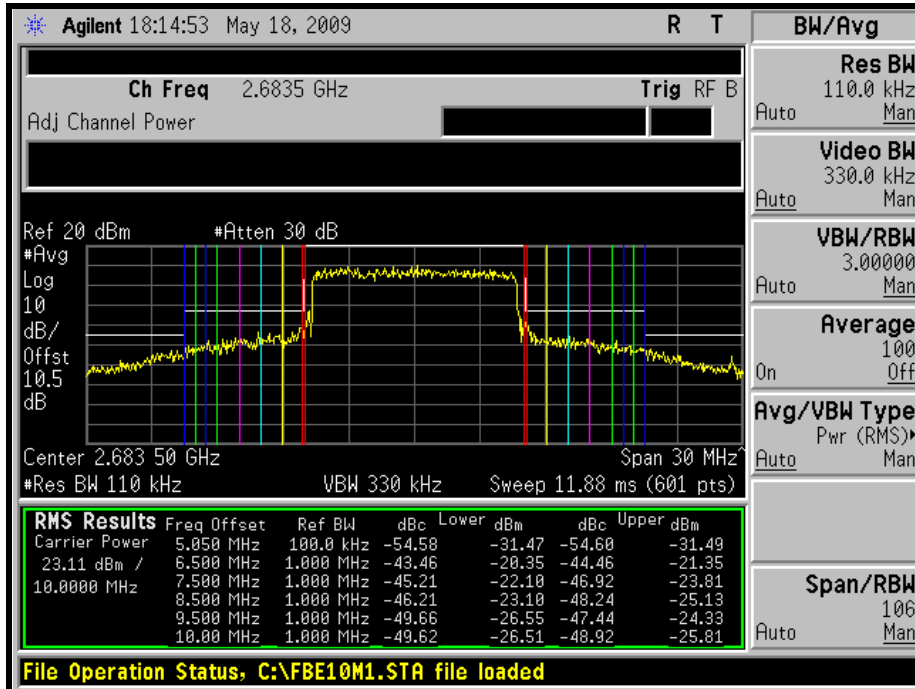 Agilent 18:14:53 May 18, 2009 R T
BW/Avg
Ch Freq 2.6835 GHz Trig RF B
Adj Channel Power
Res BW
110.0 kHz
Auto Man
Video BW
330.0 kHz
Auto Man
VBW/RBW
3.00000
Auto Man
Average
100
On Off
Avg/VBW Type
Pwr (RMS)
Auto Man
Span/RBW
106
Auto Man
Ref 20 dBm #Atten 30 dB
#Avg
Log
10
dB/
Offst
10.5
dB
Center 2.683 50 GHz Span 30 MHz^
#Res BW 110 kHz VBW 330 kHz Sweep 11.88 ms (601 pts)
RMS Results Freq Offset Ref BW dBc Lower dBm dBc Upper dBm
Carrier Power 5.050 MHz 100.0 kHz -54.58 -31.47 -54.60 -31.49
23.11 dBm / 6.500 MHz 1.000 MHz -43.46 -20.35 -44.46 -21.35
10.0000 MHz 7.500 MHz 1.000 MHz -45.21 -22.10 -46.92 -23.81
8.500 MHz 1.000 MHz -46.21 -23.10 -48.24 -25.13
9.500 MHz 1.000 MHz -49.66 -26.55 -47.44 -24.33
10.00 MHz 1.000 MHz -49.62 -26.51 -48.92 -25.81
File Operation Status, C:\FBE10M1.STA file loaded